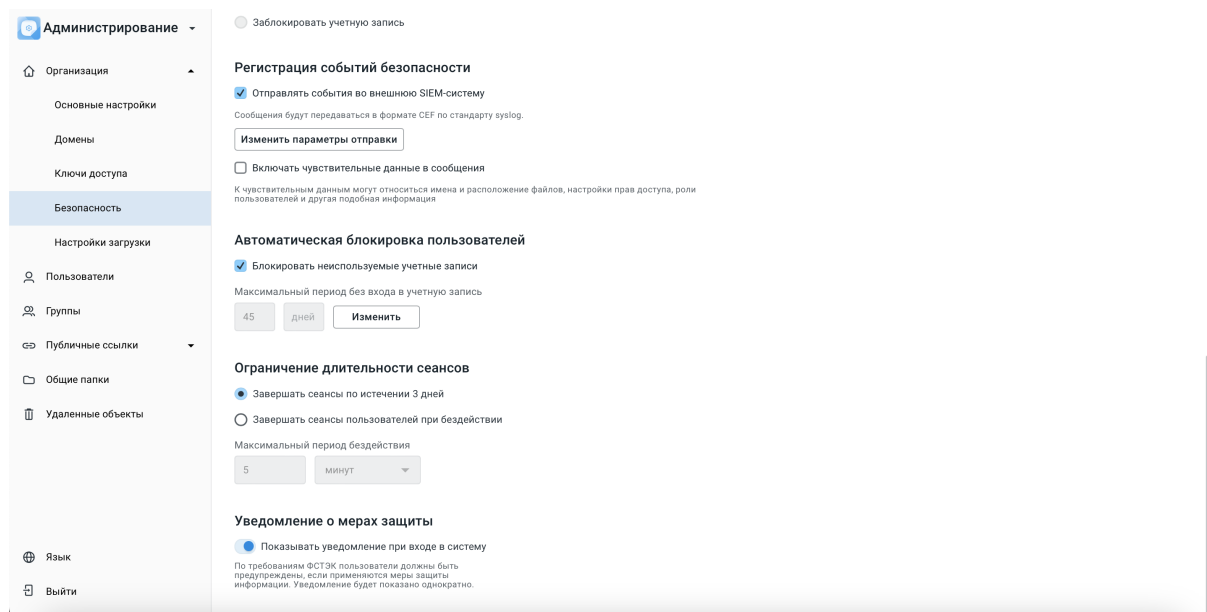 Администрирование
Организация
Основные настройки
Домены
Ключи доступа
Безопасность
Настройки загрузки
Пользователи
Группы
Публичные ссылки
Общие папки
Удаленные объекты
Язык
Выйти
Заблокировать учетную запись
Регистрация событий безопасности
Отправлять события во внешнюю SIEM-систему
Сообщения будут передаваться в формате CEF по стандарту syslog.
Изменить параметры отправки
Включать чувствительные данные в сообщения
К чувствительным данным могут относиться имена и расположение файлов, настройки прав доступа, роли
пользователей и другая подобная информация
Автоматическая блокировка пользователей
Блокировать неиспользуемые учетные записи
Максимальный период без входа в учетную запись
45 дней Изменить
Ограничение длительности сеансов
Завершать сеансы по истечении 3 дней
Завершать сеансы пользователей при бездействии
Максимальный период бездействия
5 минут
Уведомление о мерах защиты
Показывать уведомление при входе в систему
По требованиям ФСТЭК пользователи должны быть
предупреждены, если применяются меры защиты
информации. Уведомление будет показано однократно.